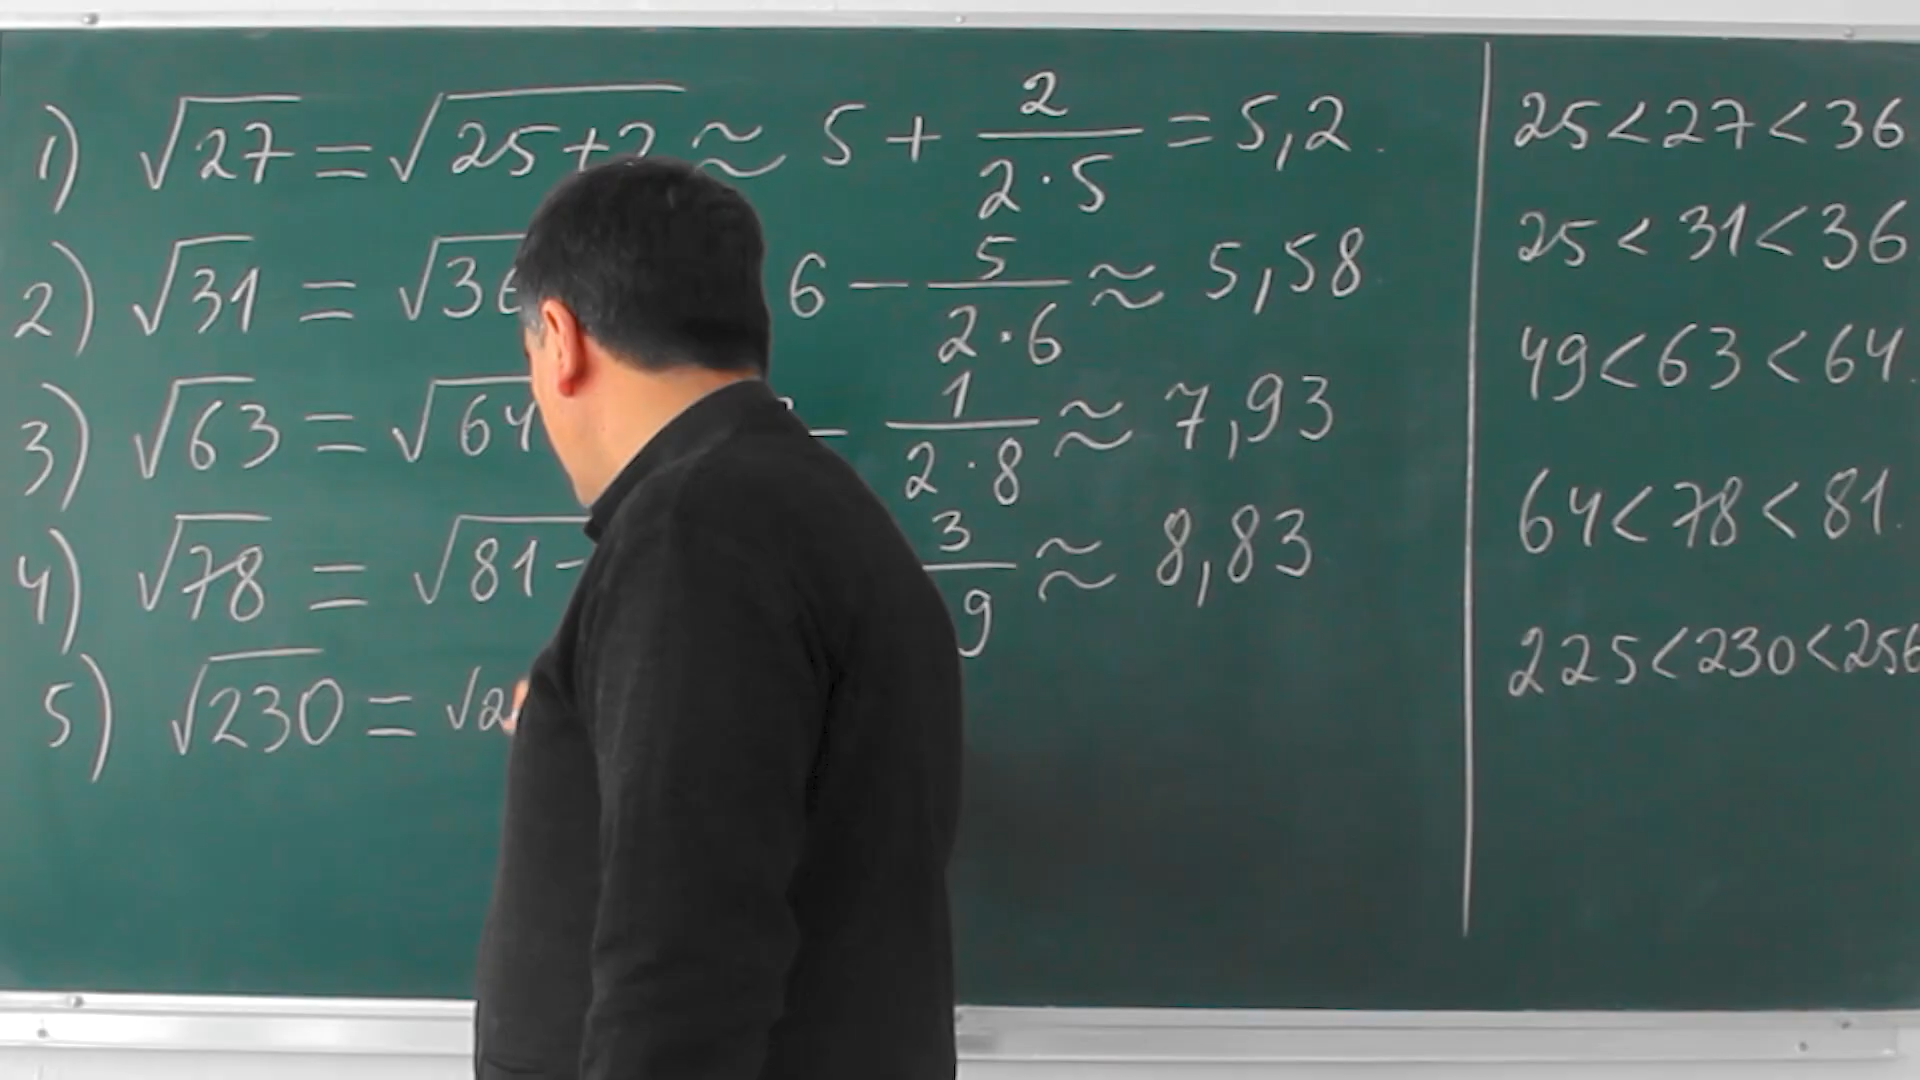 1) √27 = √25+2 ≈ 5 + 2/(2·5) = 5,2.
2) √31 = √36 6 − 5/(2·6) ≈ 5,58
3) √63 = √64 − 1/(2·8) ≈ 7,93
4) √78 = √81− 3/9 ≈ 8,83
5) √230 = √2
25<27<36
25<31<36
49<63<64.
64<78<81.
225<230<256